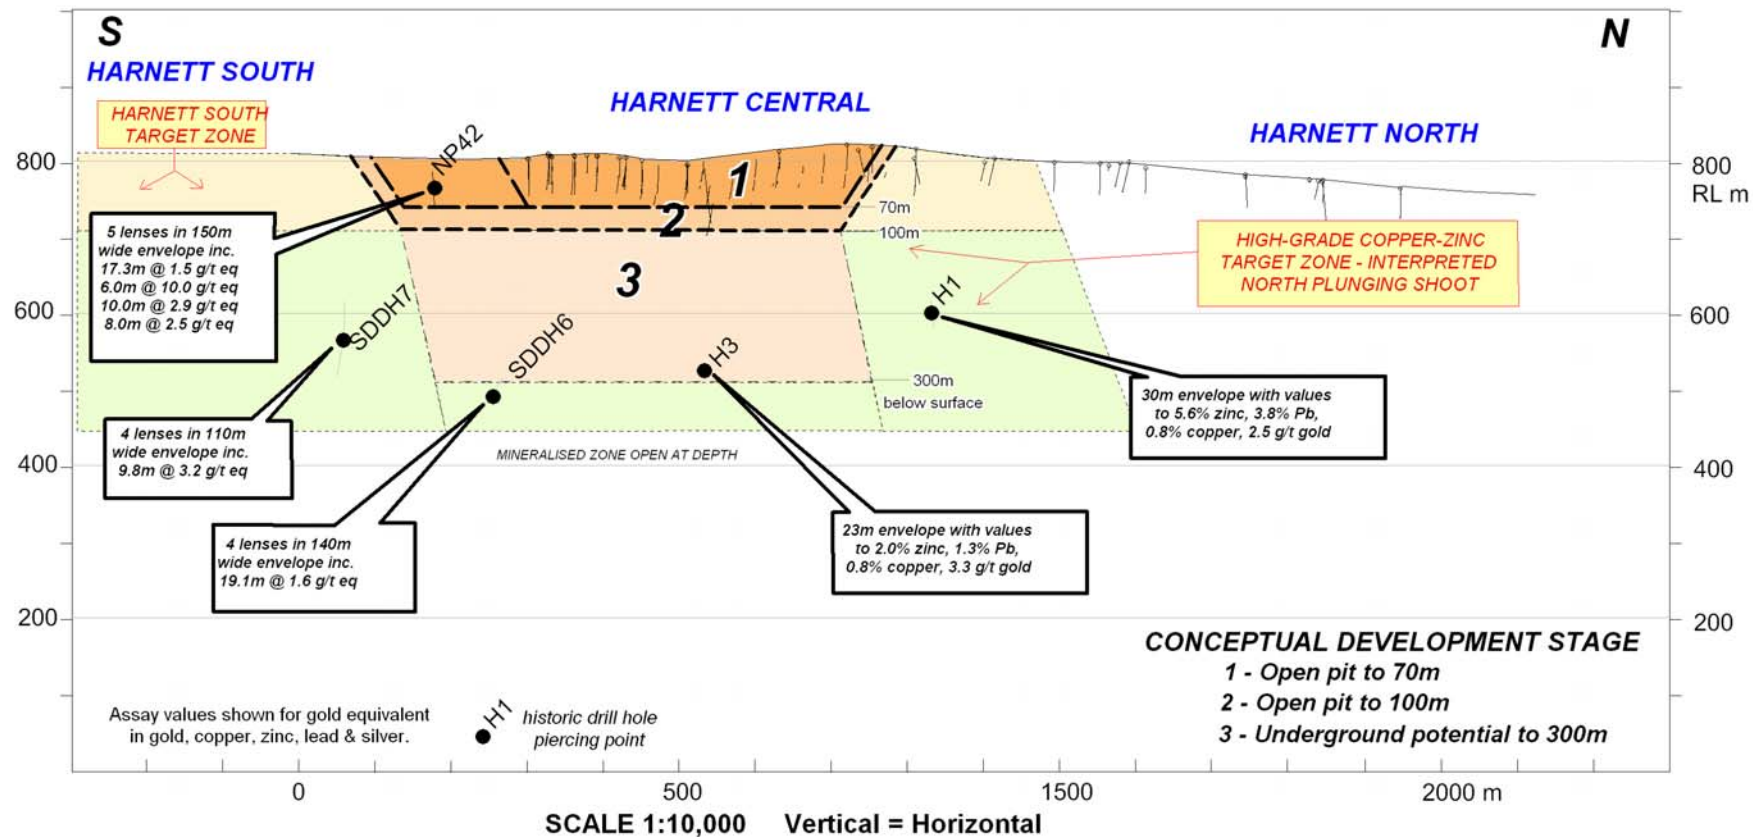 S
N
HARNETT SOUTH
HARNETT CENTRAL
HARNETT NORTH
HARNETT SOUTH
TARGET ZONE
NP42
800
800
RL m
1
2
3
70m
100m
5 lenses in 150m
wide envelope inc.
17.3m @ 1.5 g/t eq
6.0m @ 10.0 g/t eq
10.0m @ 2.9 g/t eq
8.0m @ 2.5 g/t eq
HIGH-GRADE COPPER-ZINC
TARGET ZONE - INTERPRETED
NORTH PLUNGING SHOOT
600
600
SDDH7
SDDH6
H3
H1
300m
below surface
30m envelope with values
to 5.6% zinc, 3.8% Pb,
0.8% copper, 2.5 g/t gold
4 lenses in 110m
wide envelope inc.
9.8m @ 3.2 g/t eq
MINERALISED ZONE OPEN AT DEPTH
400
400
4 lenses in 140m
wide envelope inc.
19.1m @ 1.6 g/t eq
23m envelope with values
to 2.0% zinc, 1.3% Pb,
0.8% copper, 3.3 g/t gold
200
200
CONCEPTUAL DEVELOPMENT STAGE
1 - Open pit to 70m
2 - Open pit to 100m
3 - Underground potential to 300m
Assay values shown for gold equivalent
in gold, copper, zinc, lead & silver.
H1
historic drill hole
piercing point
0
500
1500
2000 m
SCALE 1:10,000 Vertical = Horizontal